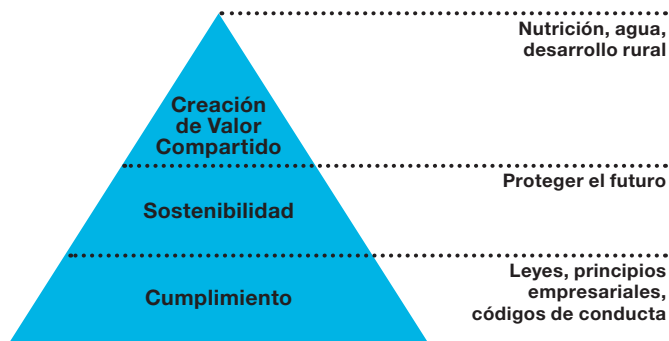 Nutrición, agua,
desarrollo rural
Creación
de Valor
Compartido
Proteger el futuro
Sostenibilidad
Leyes, principios
empresariales,
códigos de conducta
Cumplimiento